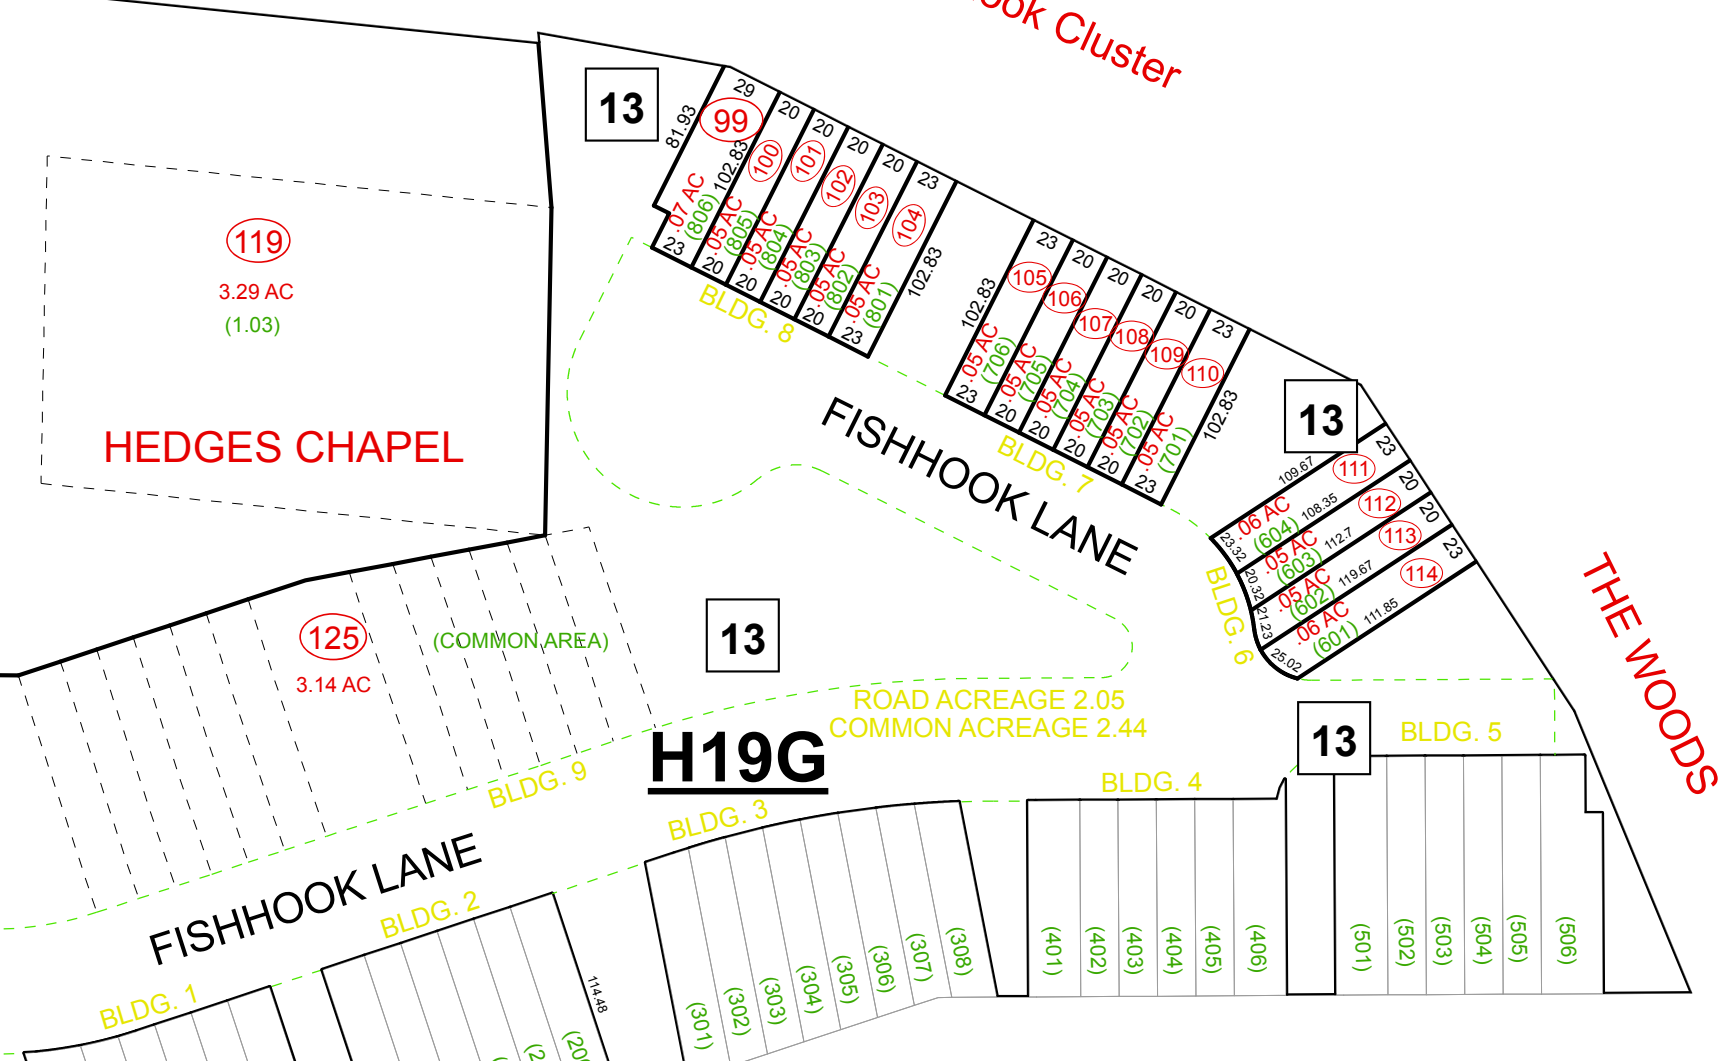 ook Cluster
13
29
20
20
20
20
23
81.93
99
102.83
100
101
102
103
104
.07 AC
(806)
.05 AC
(805)
.05 AC
(804)
.05 AC
(803)
.05 AC
(802)
.05 AC
(801)
102.83
23
20
20
20
20
23
BLDG. 8
119
3.29 AC
(1.03)
HEDGES CHAPEL
23
20
20
20
20
23
102.83
105
106
107
108
109
110
.05 AC
(706)
.05 AC
(705)
.05 AC
(704)
.05 AC
(703)
.05 AC
(702)
.05 AC
(701)
102.83
23
20
20
20
20
23
BLDG. 7
FISHHOOK LANE
13
23
20
20
23
109.67
111
108.35
112
112.7
113
119.67
114
111.85
.06 AC
(604)
.05 AC
(603)
.05 AC
(602)
.06 AC
(601)
23.32
20.32
21.23
25.02
BLDG. 6
THE WOODS
125
3.14 AC
(COMMON AREA)
13
ROAD ACREAGE 2.05
COMMON ACREAGE 2.44
H19G
13
BLDG. 5
BLDG. 9
BLDG. 4
BLDG. 3
FISHHOOK LANE
BLDG. 2
BLDG. 1
114.48
(301)
(302)
(303)
(304)
(305)
(306)
(307)
(308)
(401)
(402)
(403)
(404)
(405)
(406)
(501)
(502)
(503)
(504)
(505)
(506)